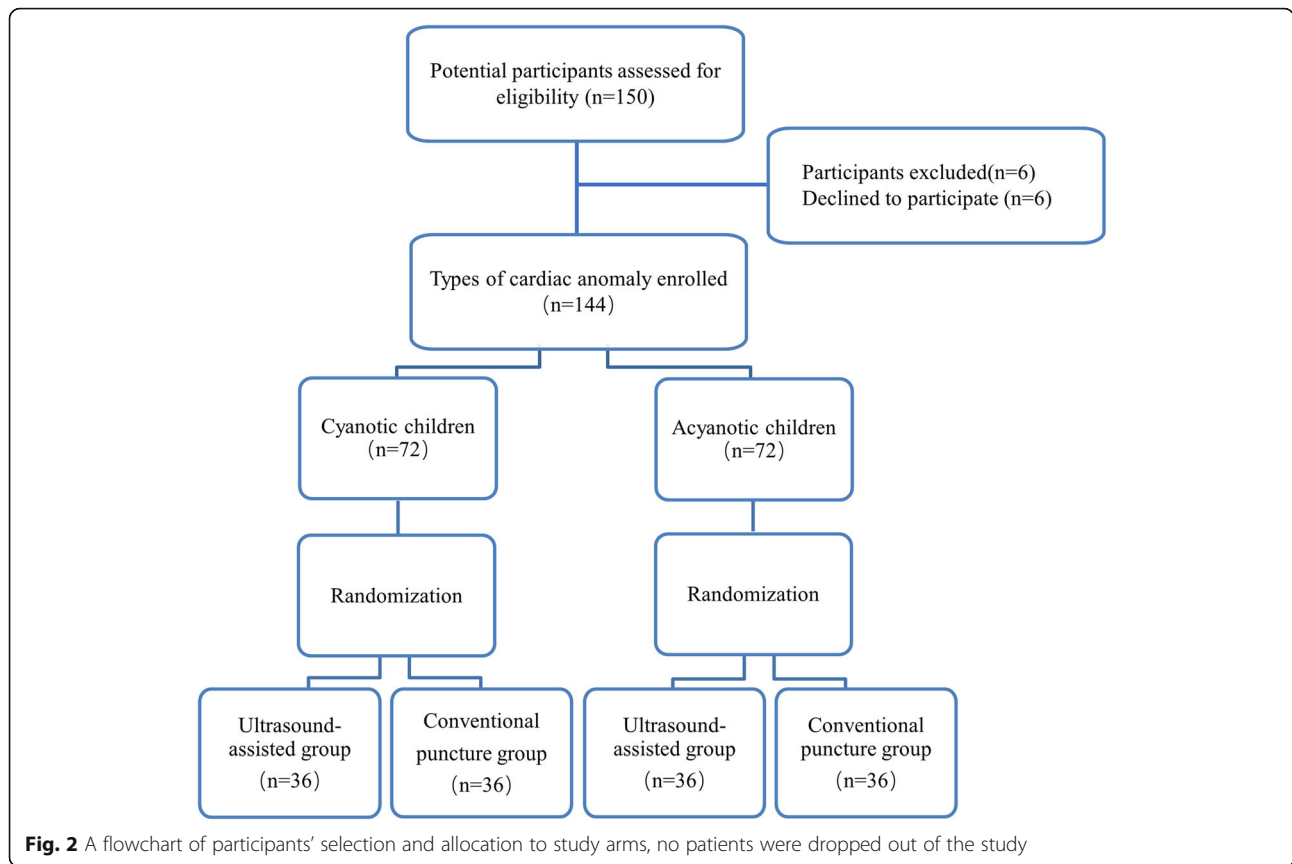 Potential participants assessed for
eligibility (n=150)
Participants excluded(n=6)
Declined to participate (n=6)
Types of cardiac anomaly enrolled
(n=144)
Cyanotic children
(n=72)
Acyanotic children
(n=72)
Randomization
Randomization
Ultrasound-
assisted group
(n=36)
Conventional
puncture group
(n=36)
Ultrasound-
assisted group
(n=36)
Conventional
puncture group
(n=36)
Fig. 2 A flowchart of participants’ selection and allocation to study arms, no patients were dropped out of the study